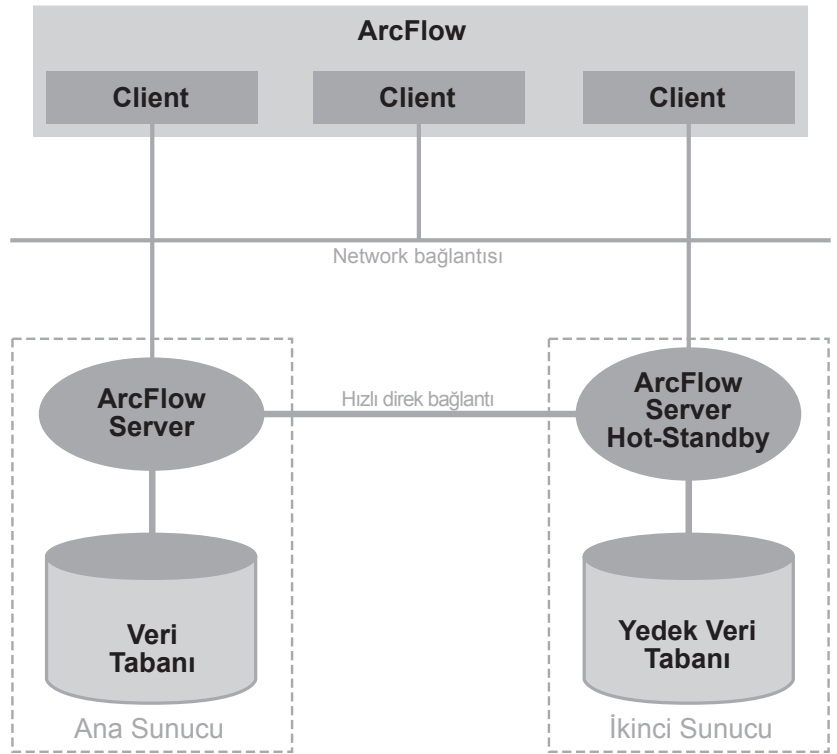 ArcFlow
Client
Client
Client
Network bağlantısı
ArcFlow
Server
Hızlı direk bağlantı
ArcFlow
Server
Hot-Standby
Veri
Tabanı
Yedek Veri
Tabanı
Ana Sunucu
İkinci Sunucu